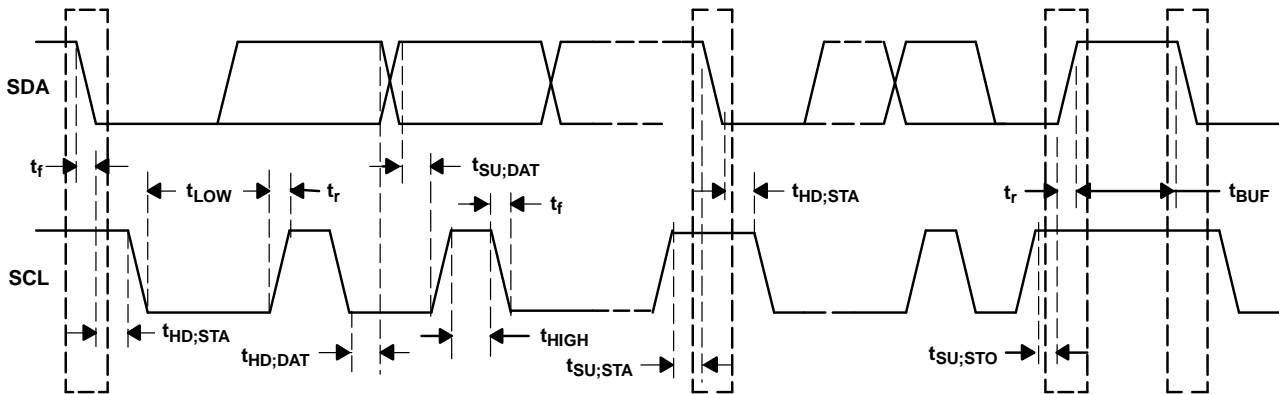 SDA
t_f
t_LOW
t_r
t_SU;DAT
t_f
t_HD;STA
t_r
t_BUF
SCL
t_HD;STA
t_HD;DAT
t_HIGH
t_SU;STA
t_SU;STO